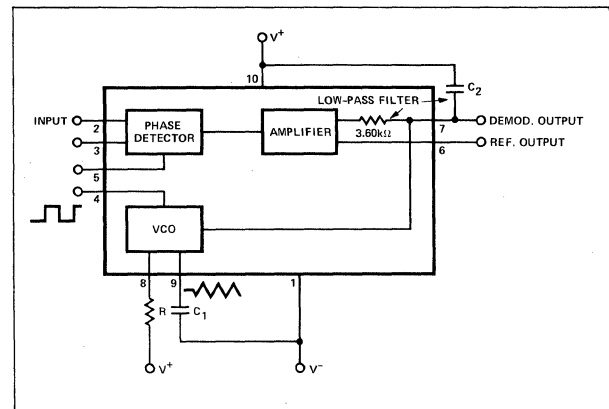 V+
10
C2
LOW-PASS FILTER
INPUT
2
PHASE DETECTOR
AMPLIFIER
3.60kΩ
7
DEMOD. OUTPUT
3
6
REF. OUTPUT
5
4
VCO
8
9
1
R
C1
V+
V-